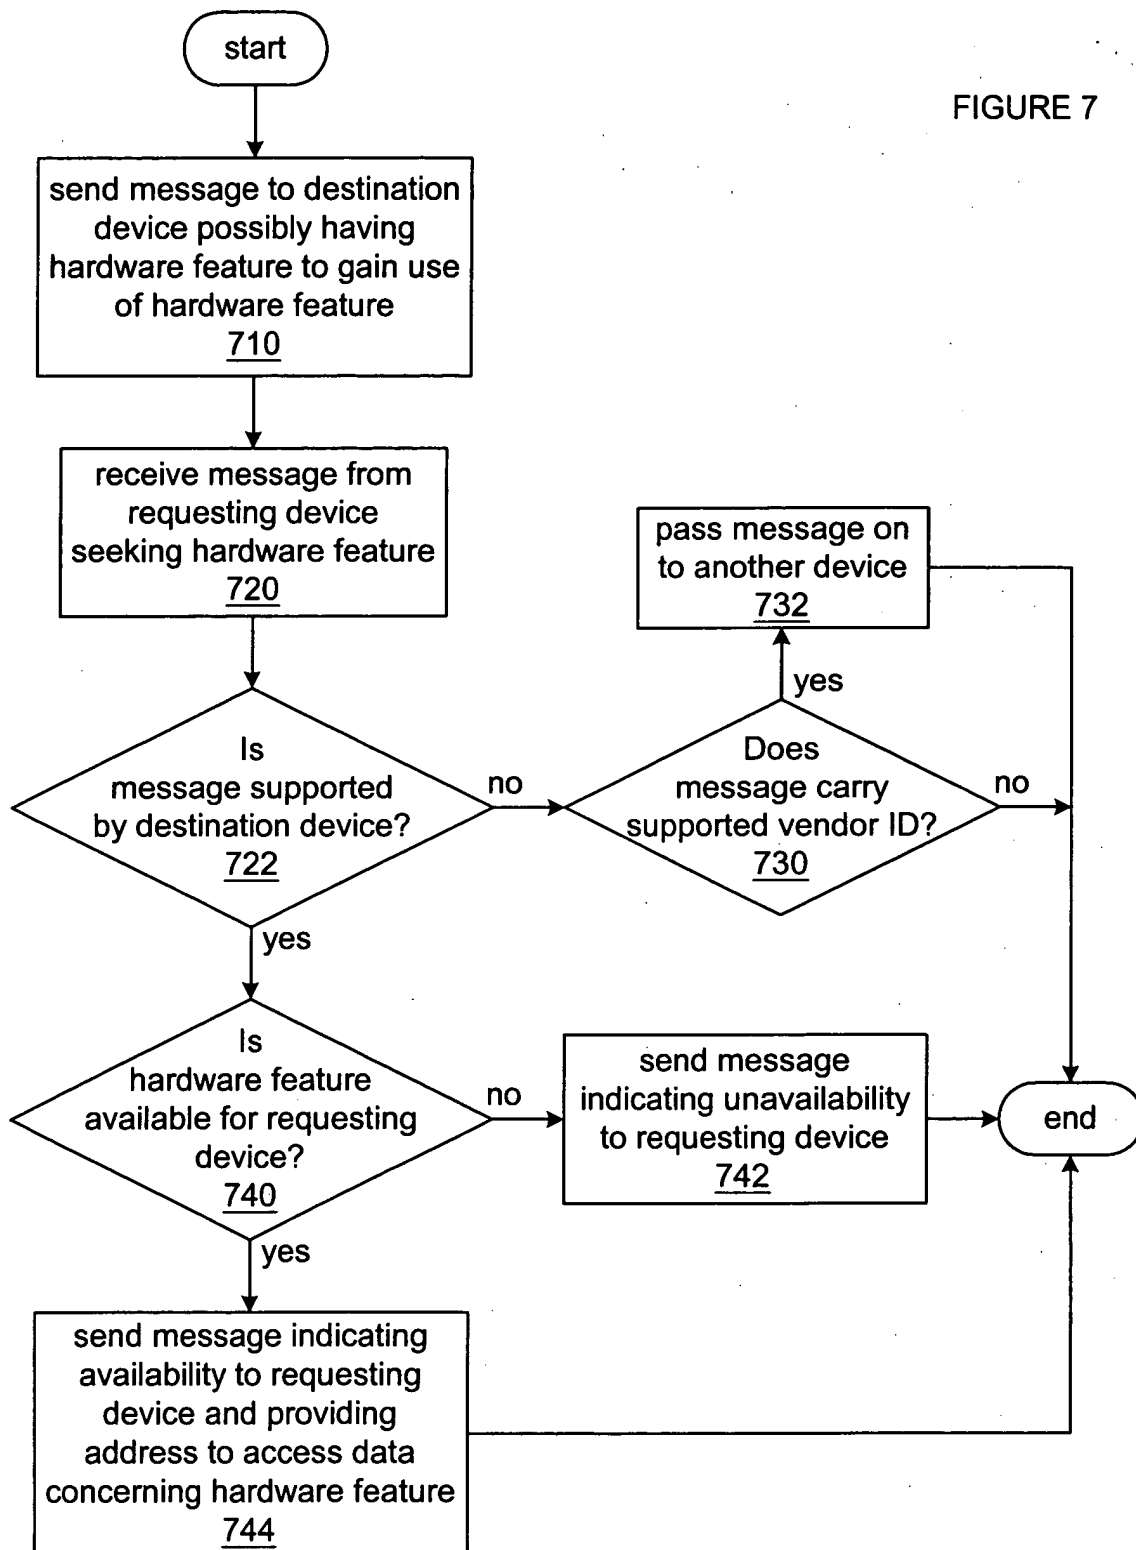 start
FIGURE 7
send message to destination
device possibly having
hardware feature to gain use
of hardware feature
710
receive message from
requesting device
seeking hardware feature
720
pass message on
to another device
732
yes
Is
message supported
by destination device?
722
no
Does
message carry
supported vendor ID?
730
no
yes
Is
hardware feature
available for requesting
device?
740
no
send message
indicating unavailability
to requesting device
742
end
yes
send message indicating
availability to requesting
device and providing
address to access data
concerning hardware feature
744